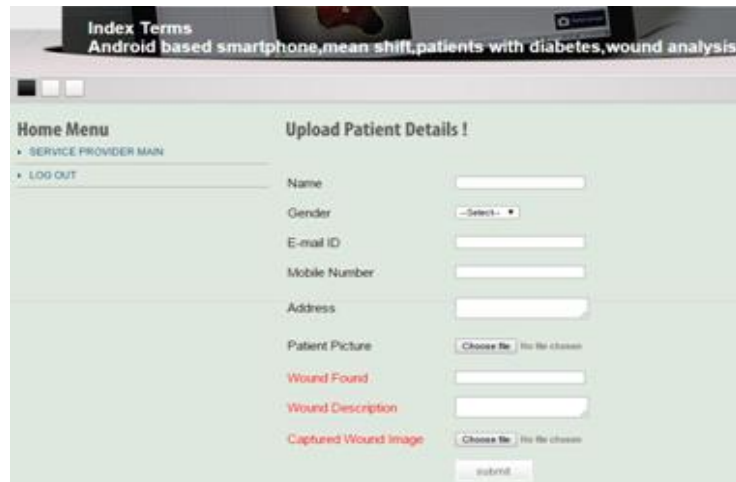 Index Terms
Android based smartphone,mean shift,patients with diabetes,wound analysis
Home Menu
SERVICE PROVIDER MAIN
LOG OUT
Upload Patient Details !
Name
Gender --Select--
E-mail ID
Mobile Number
Address
Patient Picture Choose file No file chosen
Wound Found
Wound Description
Captured Wound Image Choose file No file chosen
submit